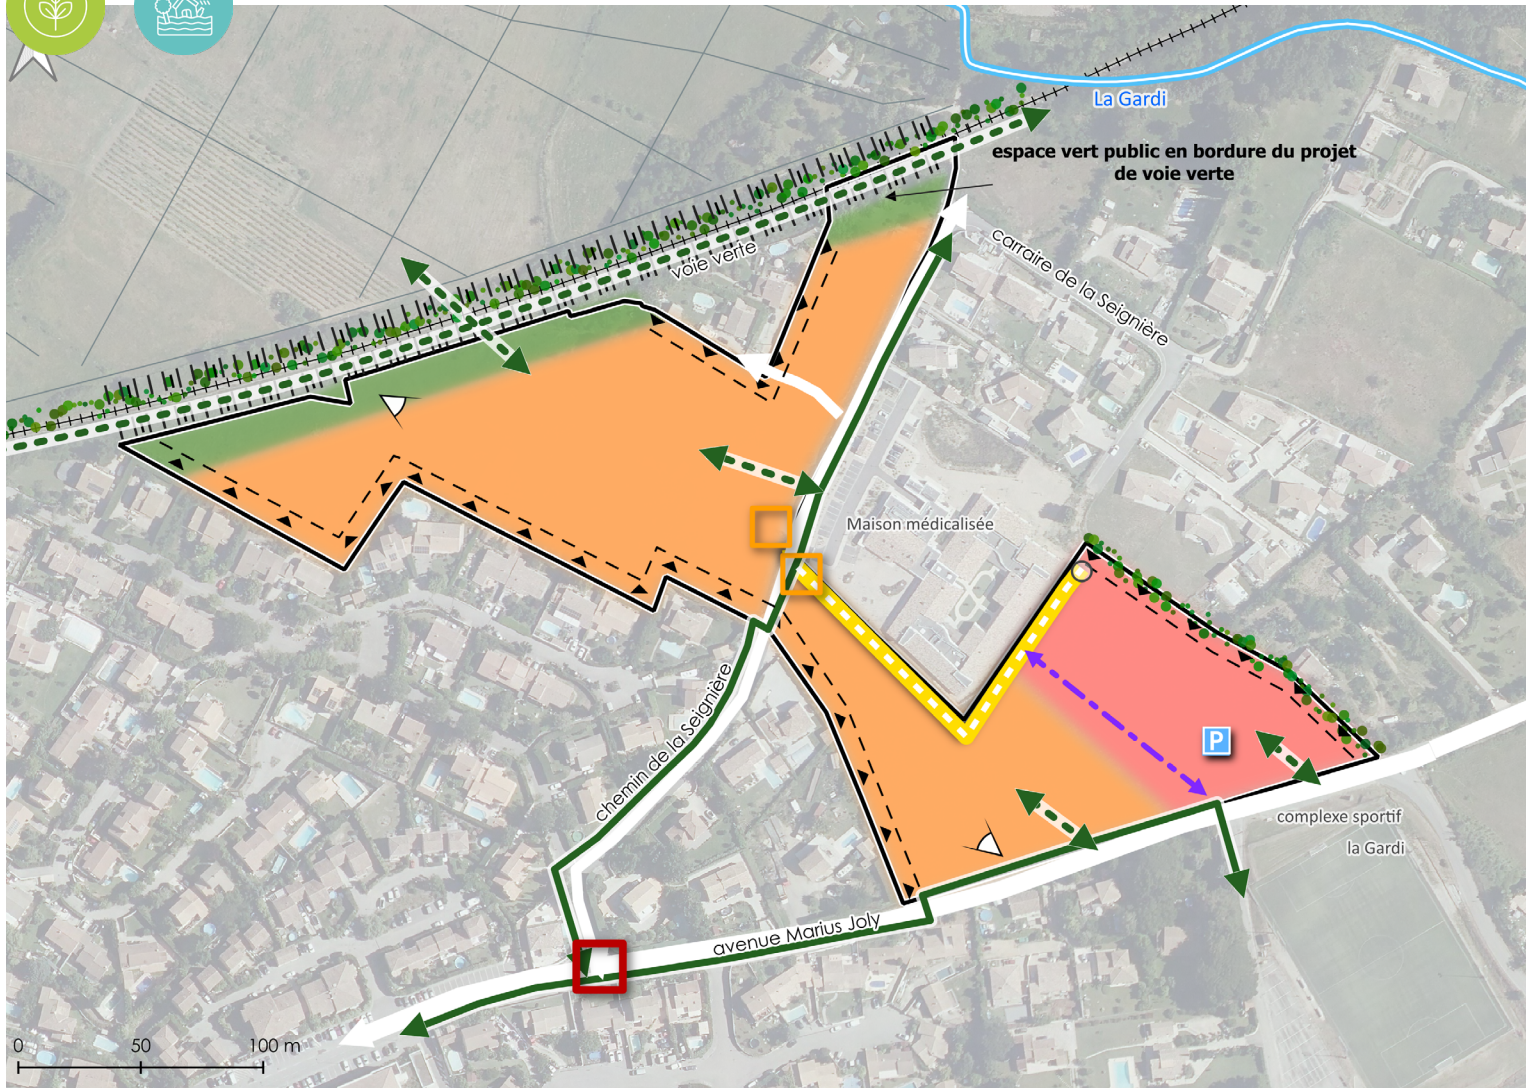 La Gardi
espace vert public en bordure du projet
de voie verte
voie verte
carraire de la Seignière
Maison médicalisée
chemin de la Seignière
P
complexe sportif
la Gardi
avenue Marius Joly
0 50 100 m